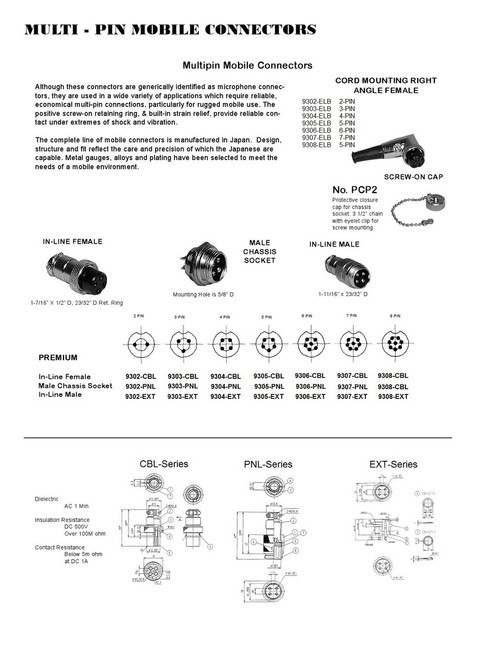 MULTI - PIN MOBILE CONNECTORS
Multipin Mobile Connectors
Although these connectors are generically identified as microphone connec-
tors, they are used in a wide variety of applications which require reliable,
economical multi-pin connections, particularly for rugged mobile use. The
positive screw-on retaining ring, & built-in strain relief, provide reliable con-
tact under extremes of shock and vibration.
The complete line of mobile connectors is manufactured in Japan. Design,
structure and fit reflect the care and precision of which the Japanese are
capable. Metal gauges, alloys and plating have been selected to meet the
needs of a mobile environment.
CORD MOUNTING RIGHT
ANGLE FEMALE
9302-ELB 2-PIN
9303-ELB 3-PIN
9304-ELB 4-PIN
9305-ELB 5-PIN
9306-ELB 6-PIN
9307-ELB 7-PIN
9308-ELB 5-PIN
SCREW-ON CAP
No. PCP2
Protective closure
cap for chassis
socket. 3 1/2" chain
with eyelet clip for
screw mounting.
IN-LINE FEMALE
1-7/16" X 1/2" D, 23/32" D Ret. Ring
MALE
CHASSIS
SOCKET
Mounting Hole is 5/8" D
IN-LINE MALE
1-11/16" x 23/32" D
2 PIN 3 PIN 4 PIN 5 PIN 6 PIN 7 PIN 8 PIN
PREMIUM
In-Line Female 9302-CBL 9303-CBL 9304-CBL 9305-CBL 9306-CBL 9307-CBL 9308-CBL
Male Chassis Socket 9302-PNL 9303-PNL 9304-PNL 9305-PNL 9306-PNL 9307-PNL 9308-CBL
In-Line Male 9302-EXT 9303-EXT 9304-EXT 9305-EXT 9306-EXT 9307-EXT 9308-EXT
CBL-Series PNL-Series EXT-Series
Dielectric
AC 1 Min
Insulation Resistance
DC 500V
Over 100M ohm
Contact Resistance
Below 5m ohm
at DC 1A